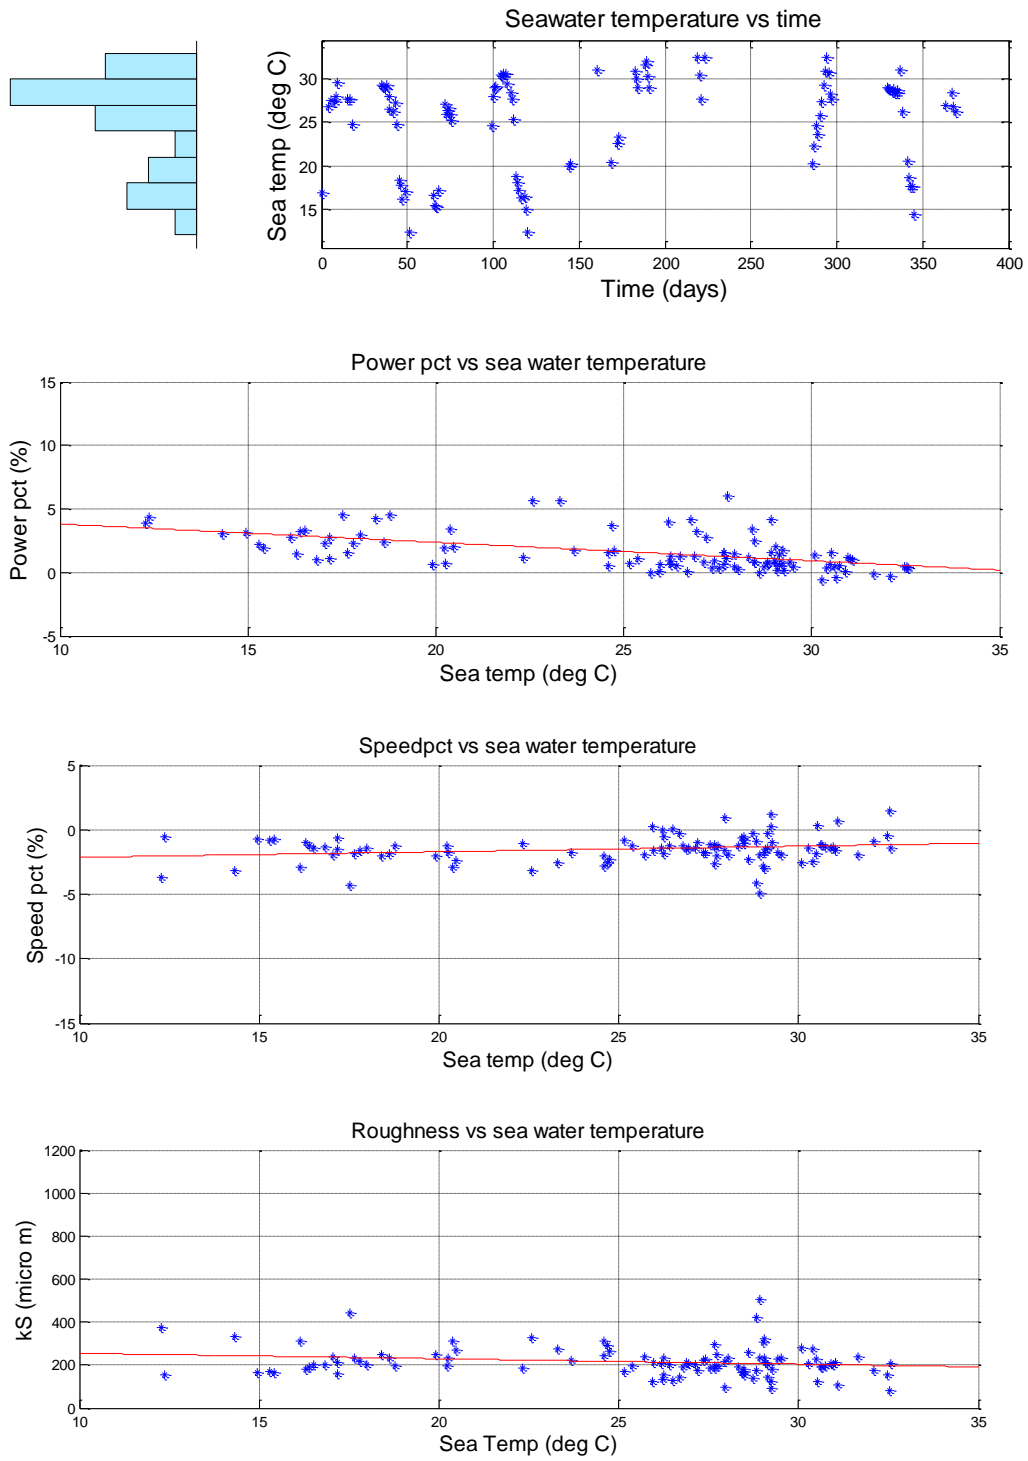 Seawater temperature vs time
Sea temp (deg C)
30
25
20
15
0 50 100 150 200 250 300 350 400
Time (days)
Power pct vs sea water temperature
Power pct (%)
15
10
5
0
-5
10 15 20 25 30 35
Sea temp (deg C)
Speedpct vs sea water temperature
Speed pct (%)
5
0
-5
-10
-15
10 15 20 25 30 35
Sea temp (deg C)
Roughness vs sea water temperature
kS (micro m)
1200
1000
800
600
400
200
0
10 15 20 25 30 35
Sea Temp (deg C)